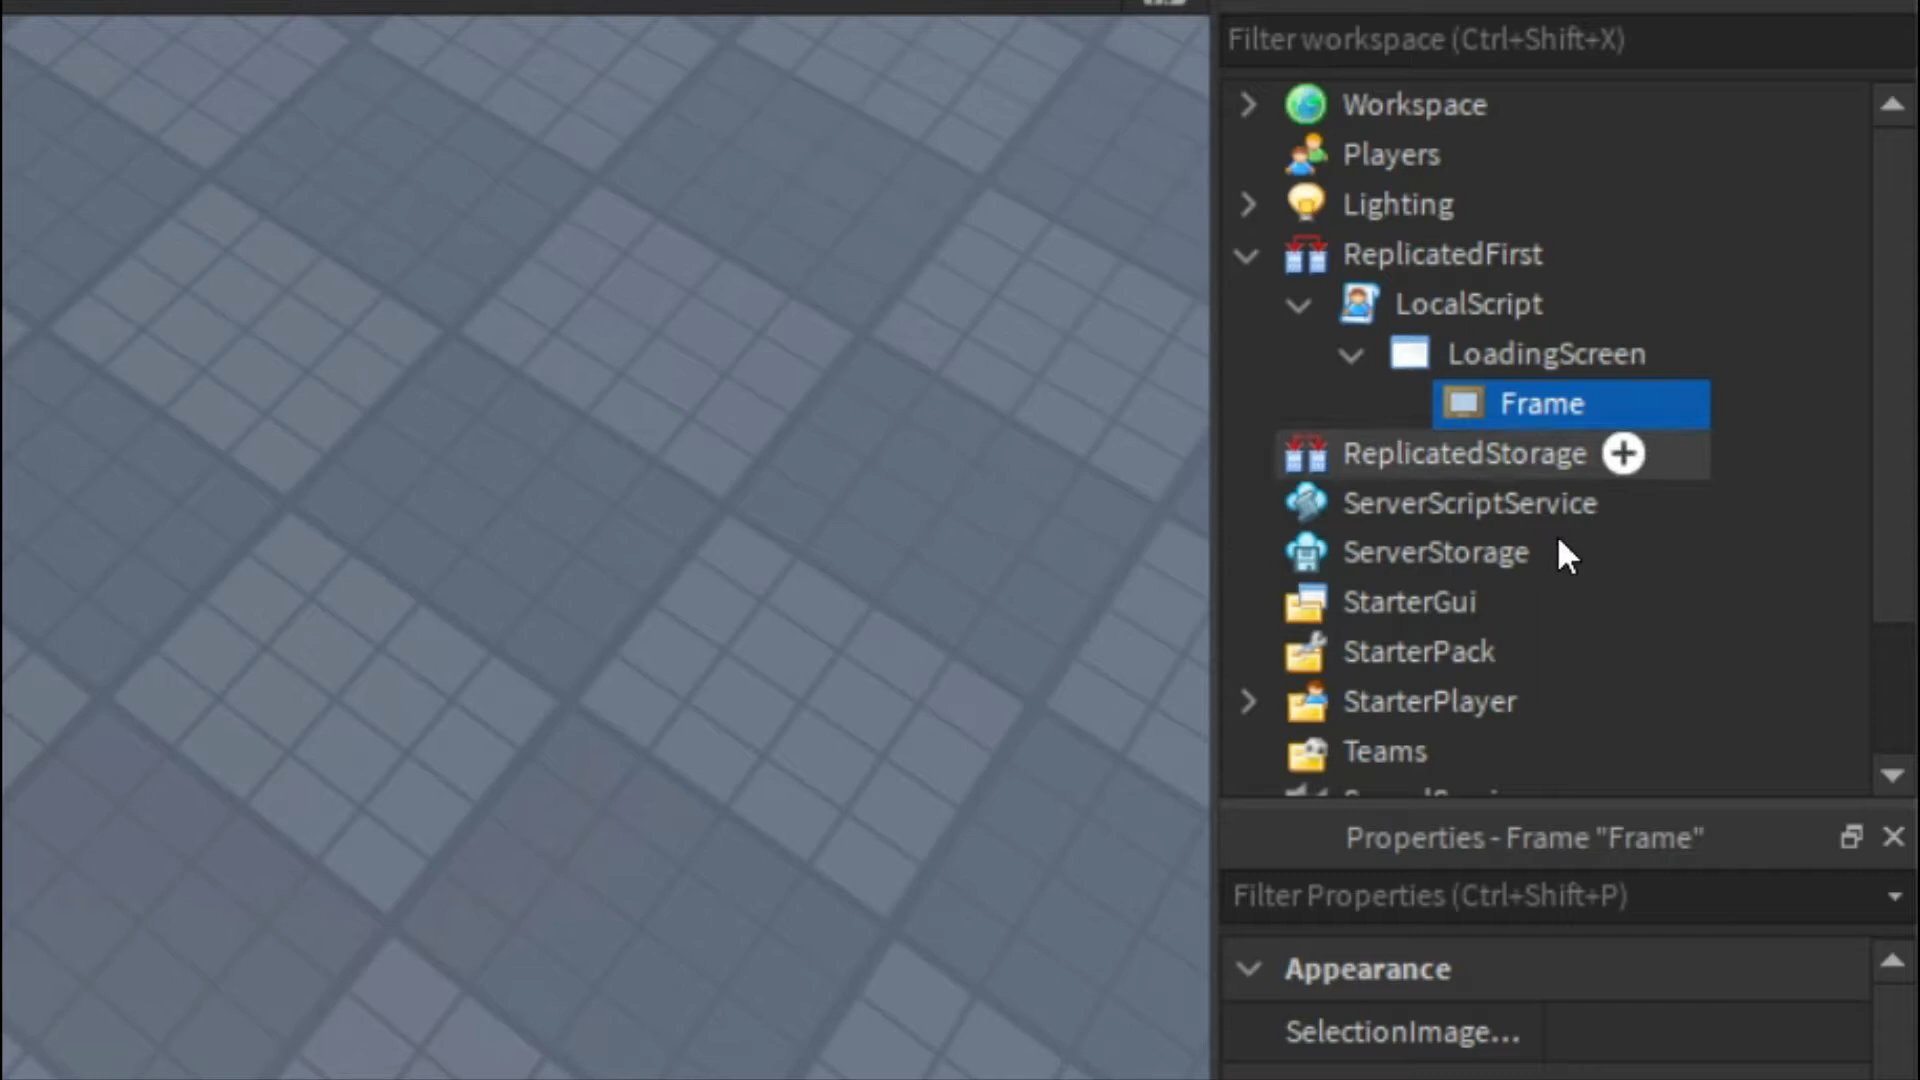 Filter workspace (Ctrl+Shift+X)
Workspace
Players
Lighting
ReplicatedFirst
LocalScript
LoadingScreen
Frame
ReplicatedStorage
ServerScriptService
ServerStorage
StarterGui
StarterPack
StarterPlayer
Teams
Properties - Frame "Frame"
Filter Properties (Ctrl+Shift+P)
Appearance
SelectionImage...